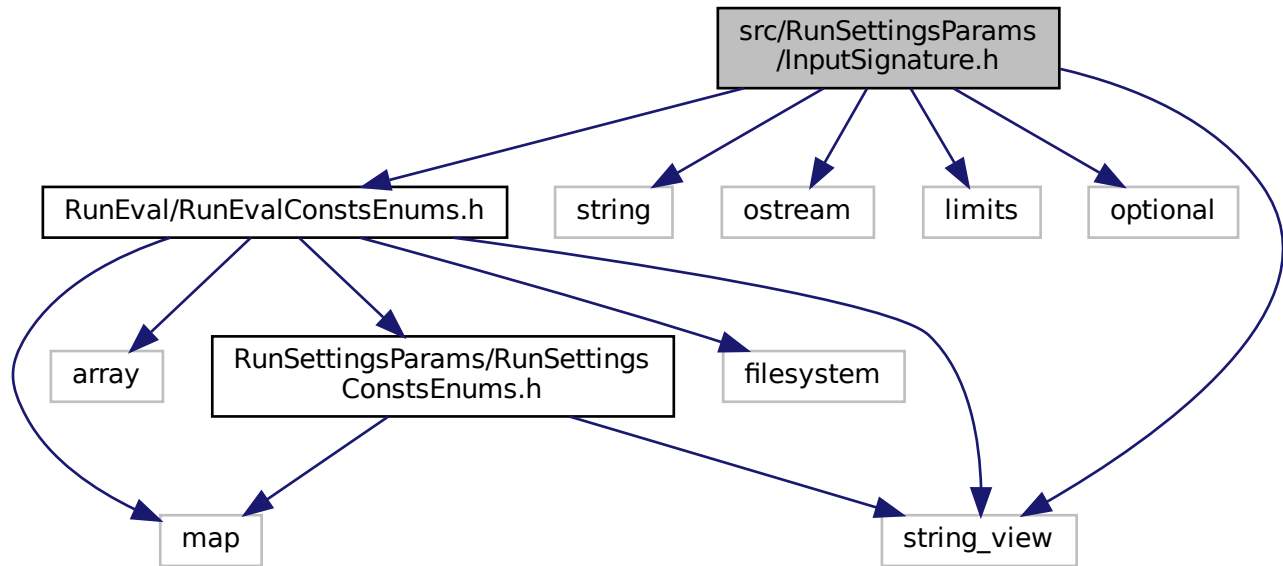 src/RunSettingsParams
/InputSignature.h
RunEval/RunEvalConstsEnums.h
string
ostream
limits
optional
array
RunSettingsParams/RunSettings
ConstsEnums.h
filesystem
map
string_view